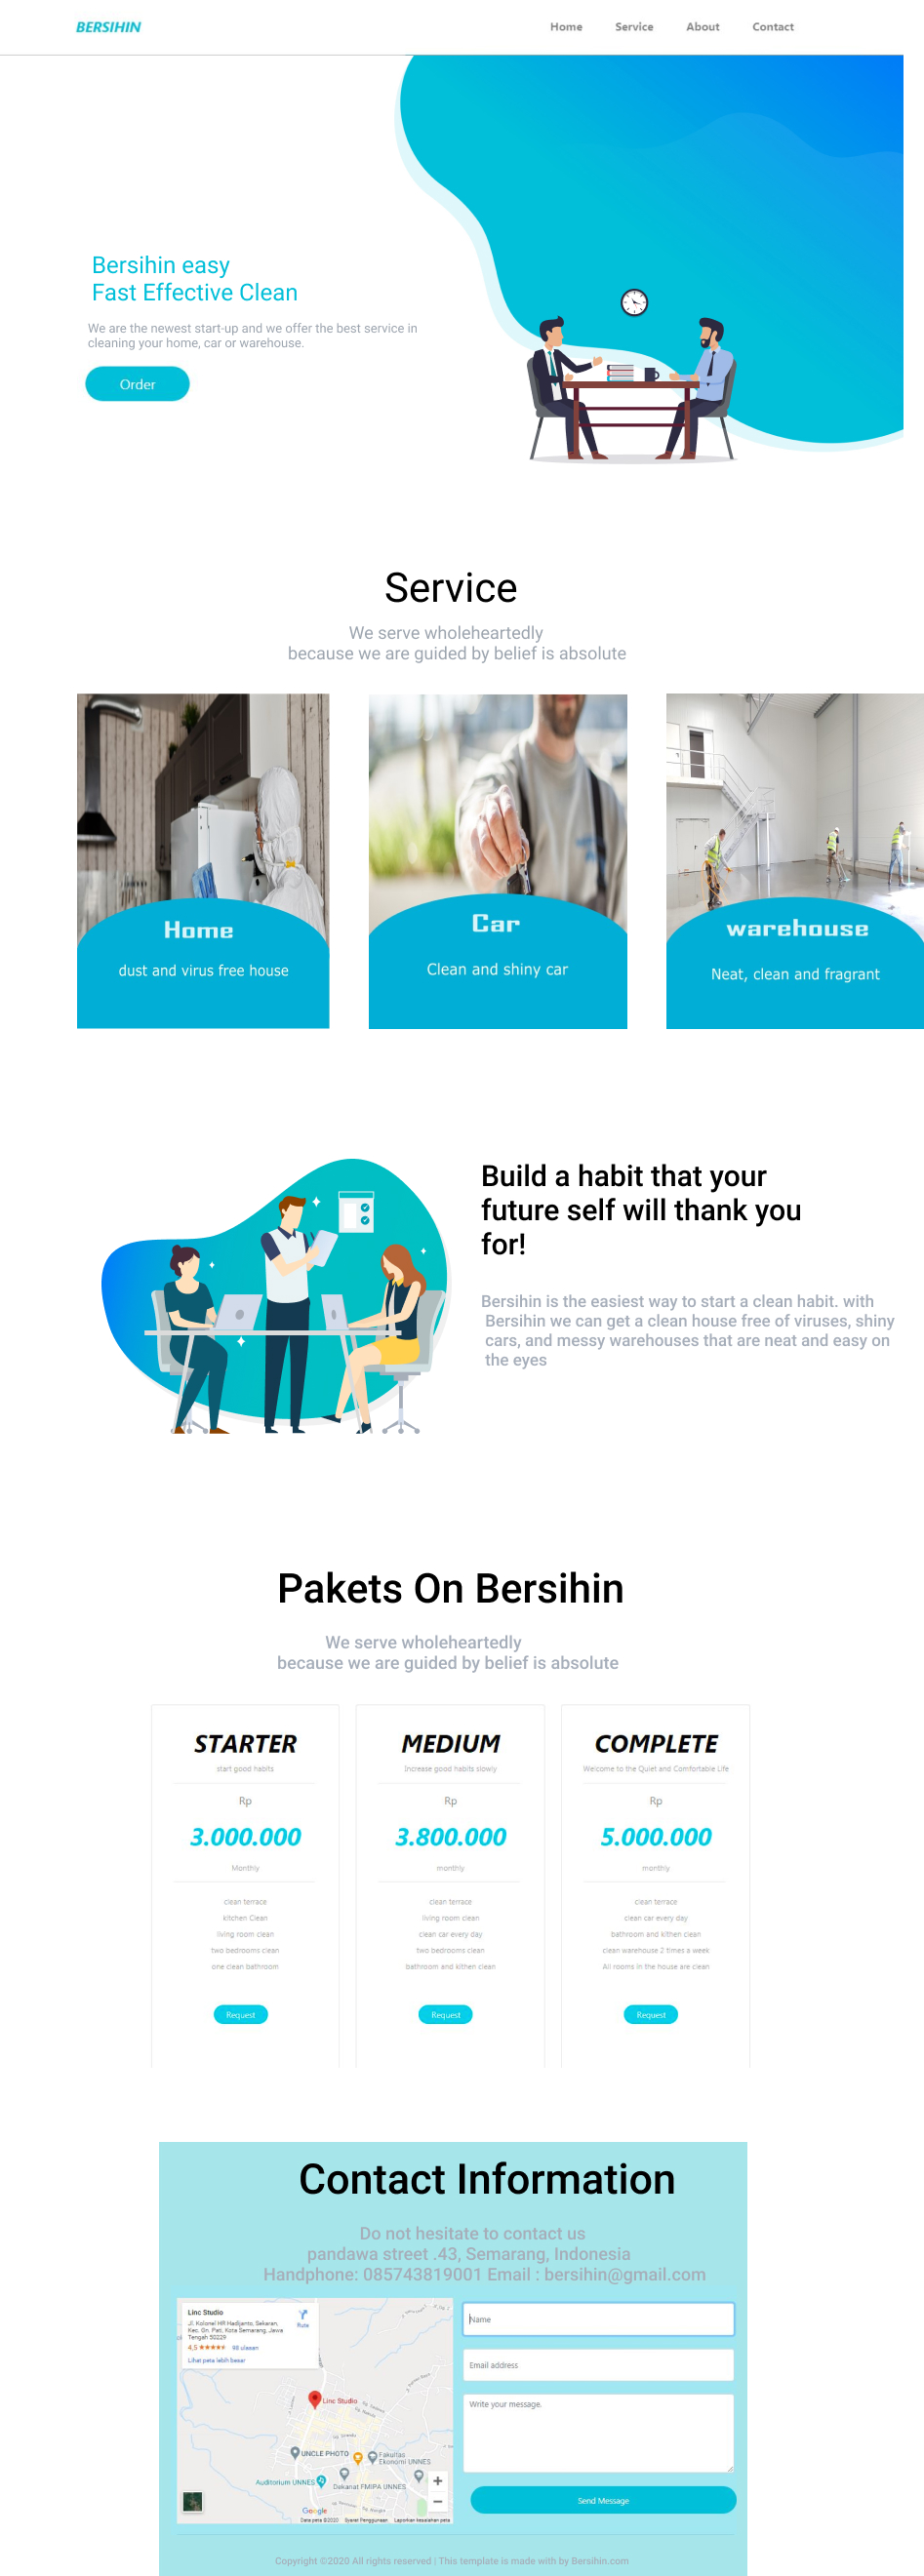 BERSIHIN
Home Service About Contact
Bersihin easy
Fast Effective Clean
We are the newest start-up and we offer the best service in
cleaning your home, car or warehouse.
Order
Service
We serve wholeheartedly
because we are guided by belief is absolute
Home
dust and virus free house
Car
Clean and shiny car
warehouse
Neat, clean and fragrant
Build a habit that your
future self will thank you
for!
Bersihin is the easiest way to start a clean habit. with
Bersihin we can get a clean house free of viruses, shiny
cars, and messy warehouses that are neat and easy on
the eyes
Pakets On Bersihin
We serve wholeheartedly
because we are guided by belief is absolute
STARTER
start good habits
Rp
3.000.000
Monthly
clean terrace
kitchen Clean
living room clean
two bedrooms clean
one clean bathroom
Request
MEDIUM
Increase good habits slowly
Rp
3.800.000
monthly
clean terrace
living room clean
clean car every day
two bedrooms clean
bathroom and kithen clean
Request
COMPLETE
Welcome to the Quiet and Comfortable Life
Rp
5.000.000
monthly
clean terrace
clean car every day
bathroom and kithen clean
clean warehouse 2 times a week
All rooms in the house are clean
Request
Contact Information
Do not hesitate to contact us
pandawa street .43, Semarang, Indonesia
Handphone: 085743819001 Email : bersihin@gmail.com
Linc Studio
Jl. Kolonel HR Hadijanto, Sekaran,
Kec. Gn. Pati, Kota Semarang, Jawa
Tengah 50229
Rute
4,5 98 ulasan
Lihat peta lebih besar
Linc Studio
UNCLE PHOTO
Fakultas
Ekonomi UNNES
Auditorium UNNES
Dekanat FMIPA UNNES
Google
Data peta ©2020 Syarat Penggunaan Laporkan kesalahan peta
Name
Email address
Write your message.
Send Message
Copyright ©2020 All rights reserved | This template is made with by Bersihin.com